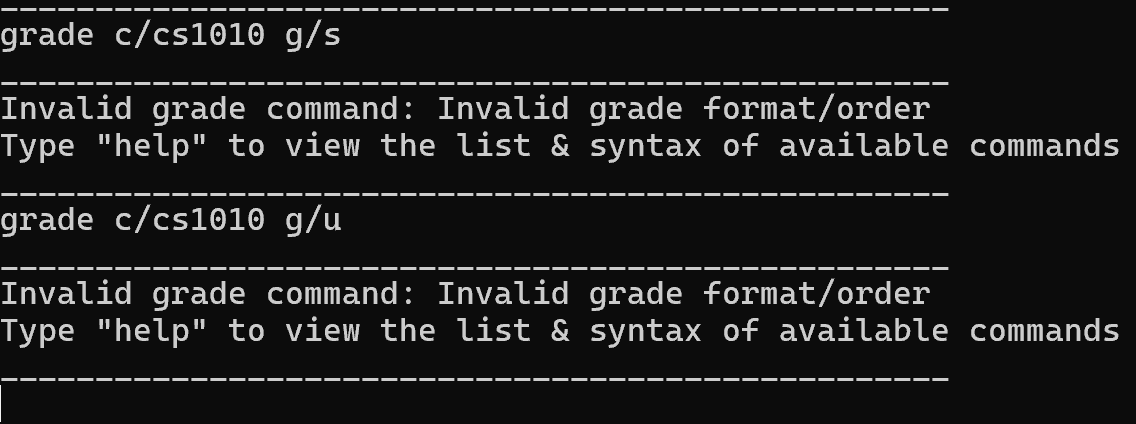 __________________________________________________
grade c/cs1010 g/s
__________________________________________________
Invalid grade command: Invalid grade format/order
Type "help" to view the list & syntax of available commands
__________________________________________________
grade c/cs1010 g/u
__________________________________________________
Invalid grade command: Invalid grade format/order
Type "help" to view the list & syntax of available commands
__________________________________________________